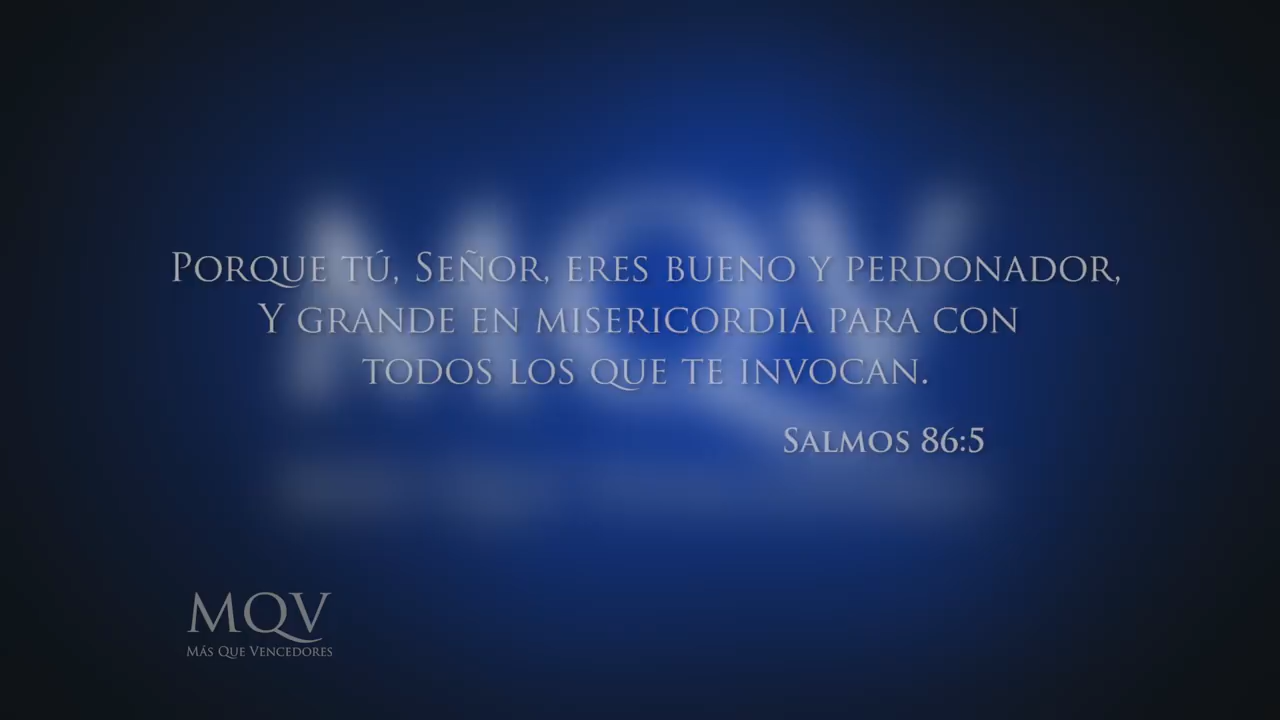 Porque tú, Señor, eres bueno y perdonador,
Y grande en misericordia para con
todos los que te invocan.
Salmos 86:5
MQV
MQV
Más Que Vencedores